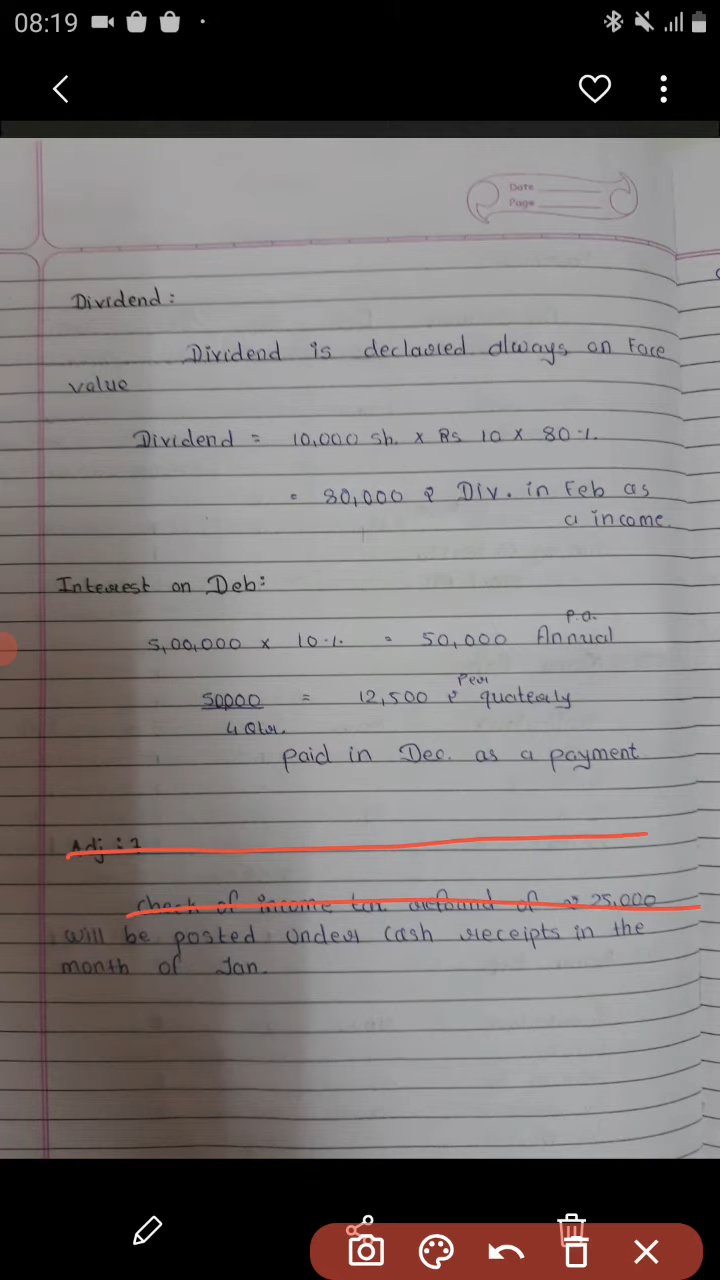 08:19
Date
Page
Dividend:
Dividend is declared always on Face
value
Dividend = 10,000 sh. x Rs 10 x 80%.
= 80,000 ₹ Div. in Feb as
a income.
Interest on Deb:
P.a.
5,00,000 x 10% = 50,000 Annual
Per
50000 = 12,500 ₹ quaterly
4 Qtr.
paid in Dec. as a payment
Adj:7
check of income tax refund of ₹ 25,000
will be posted under cash receipts in the
month of Jan.